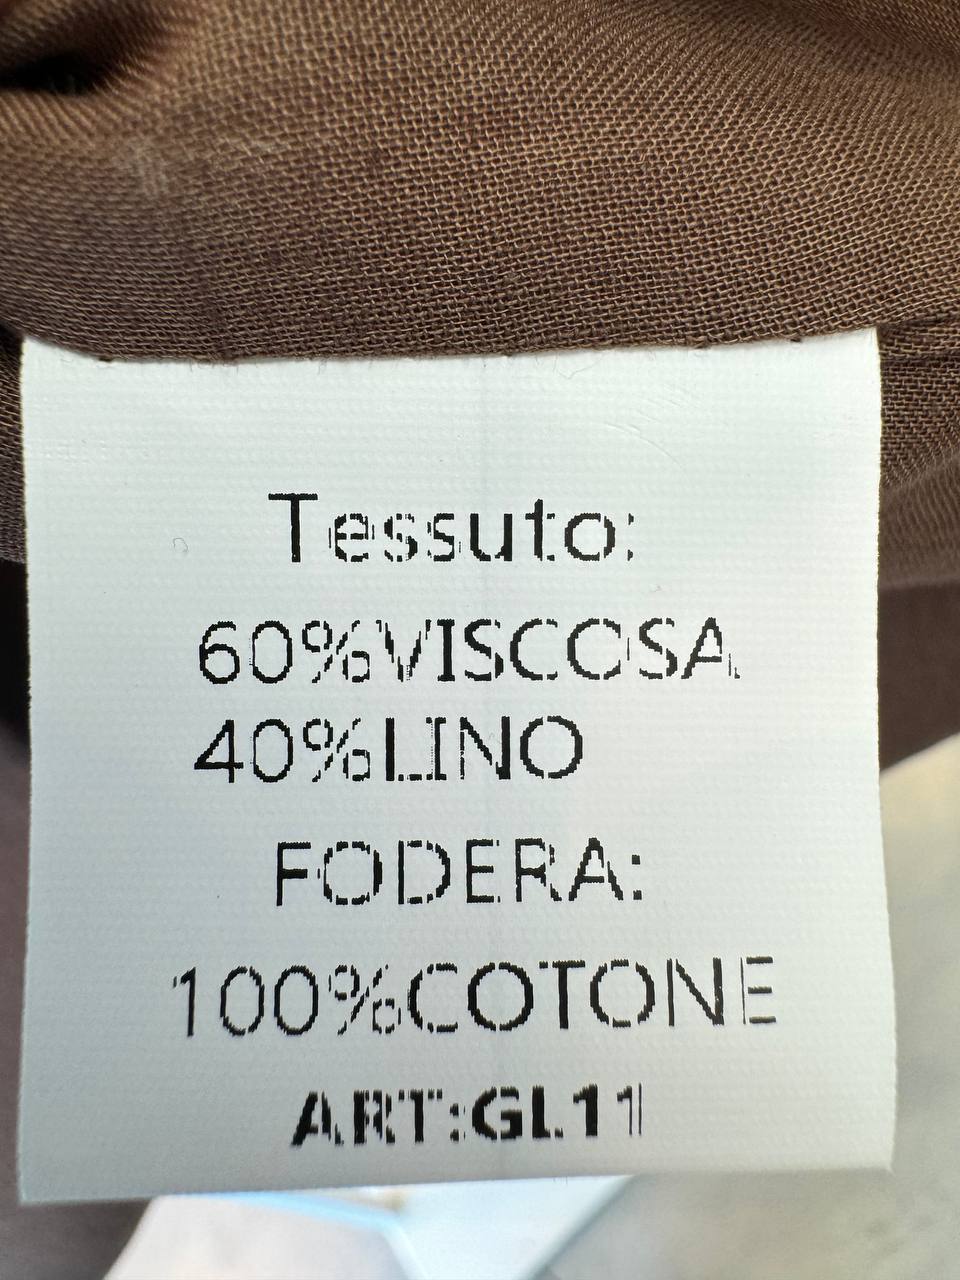 Tessuto:
60%VISCOSA
40%LINO
FODERA:
100%COTONE
ART:GL11